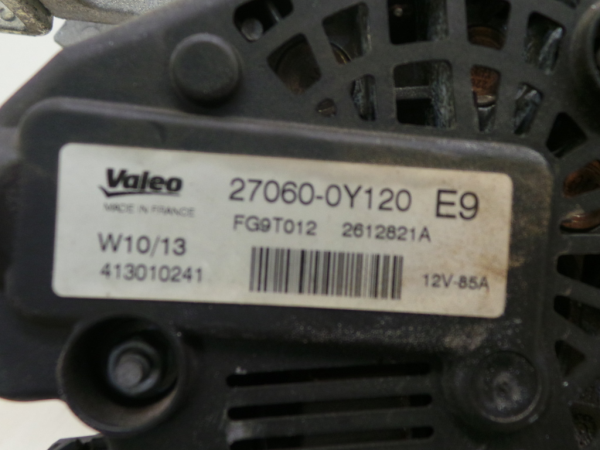 Valeo
MADE IN FRANCE
27060-0Y120 E9
FG9T012 2612821A
W10/13
413010241
12V-85A